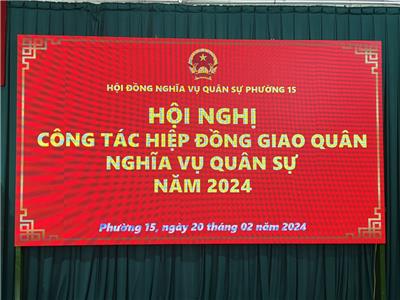 HỘI ĐỒNG NGHĨA VỤ QUÂN SỰ PHƯỜNG 15
HỘI NGHỊ
CÔNG TÁC HIỆP ĐỒNG GIAO QUÂN
NGHĨA VỤ QUÂN SỰ
NĂM 2024
Phường 15, ngày 20 tháng 02 năm 2024